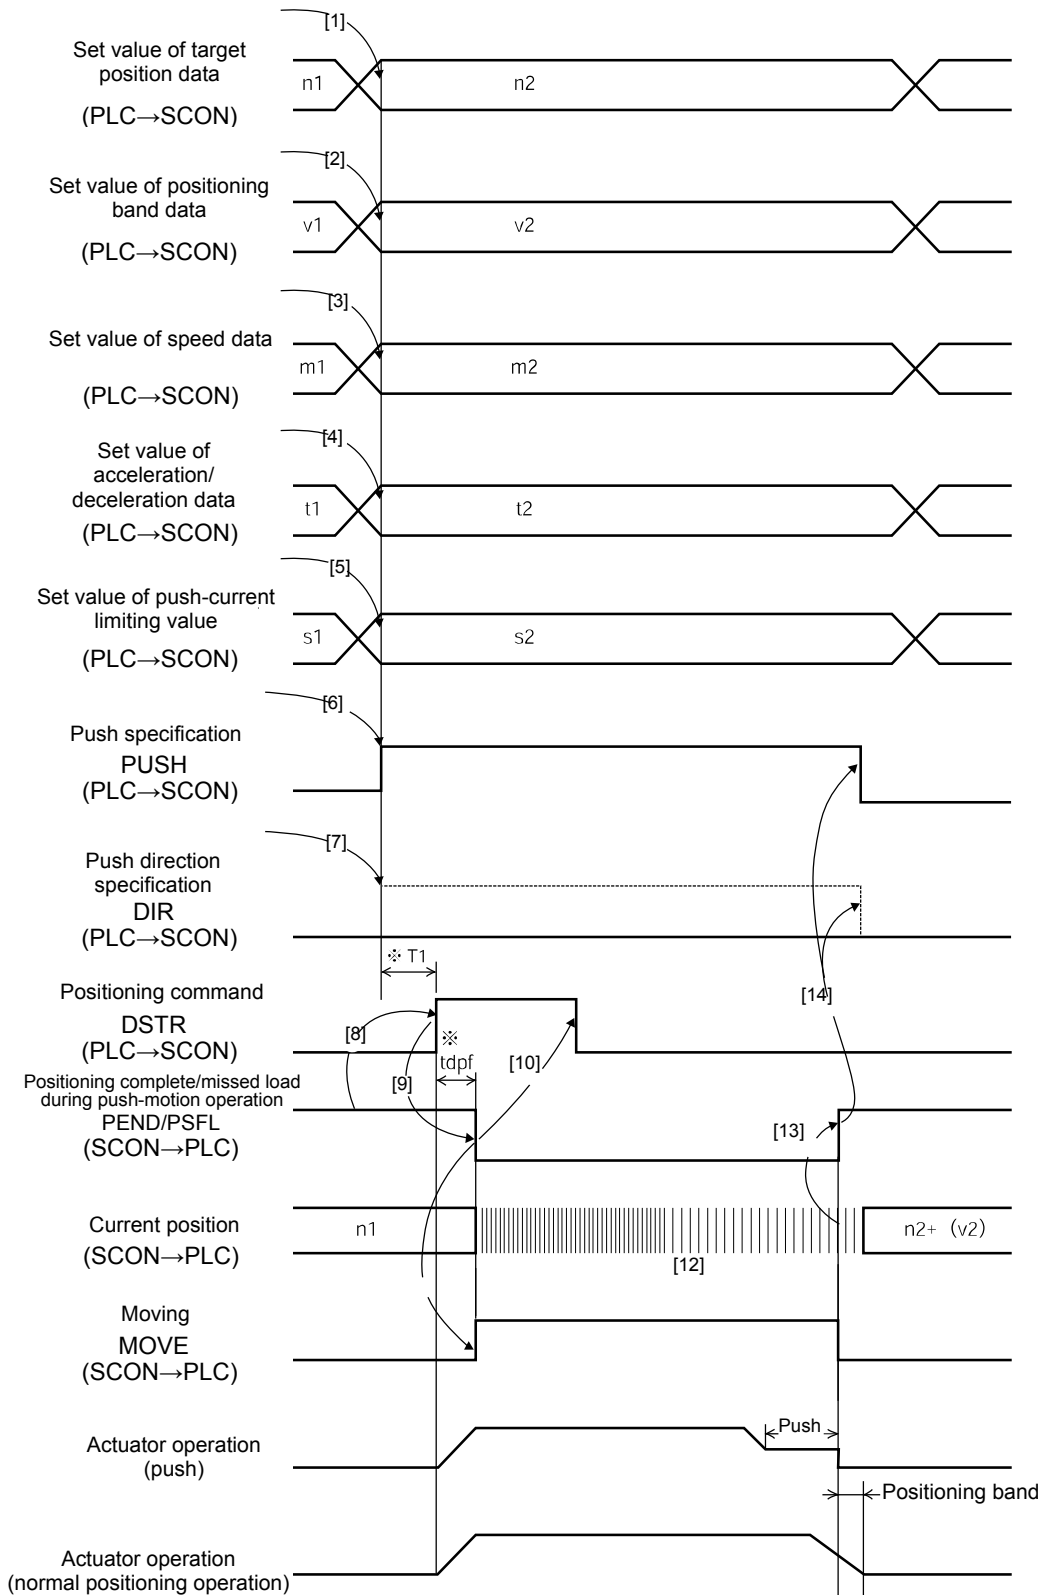 [1]
Set value of target
position data
(PLC→SCON)
n1
n2
[2]
Set value of positioning
band data
(PLC→SCON)
v1
v2
[3]
Set value of speed data
(PLC→SCON)
m1
m2
[4]
Set value of
acceleration/
deceleration data
(PLC→SCON)
t1
t2
[5]
Set value of push-current
limiting value
(PLC→SCON)
s1
s2
[6]
Push specification
PUSH
(PLC→SCON)
[7]
Push direction
specification
DIR
(PLC→SCON)
※ T1
[14]
Positioning command
DSTR
(PLC→SCON)
[8]
※
tdpf
[9]
[10]
Positioning complete/missed load
during push-motion operation
PEND/PSFL
(SCON→PLC)
[13]
Current position
(SCON→PLC)
n1
n2+ (v2)
[12]
Moving
MOVE
(SCON→PLC)
Push
Actuator operation
(push)
Positioning band
Actuator operation
(normal positioning operation)